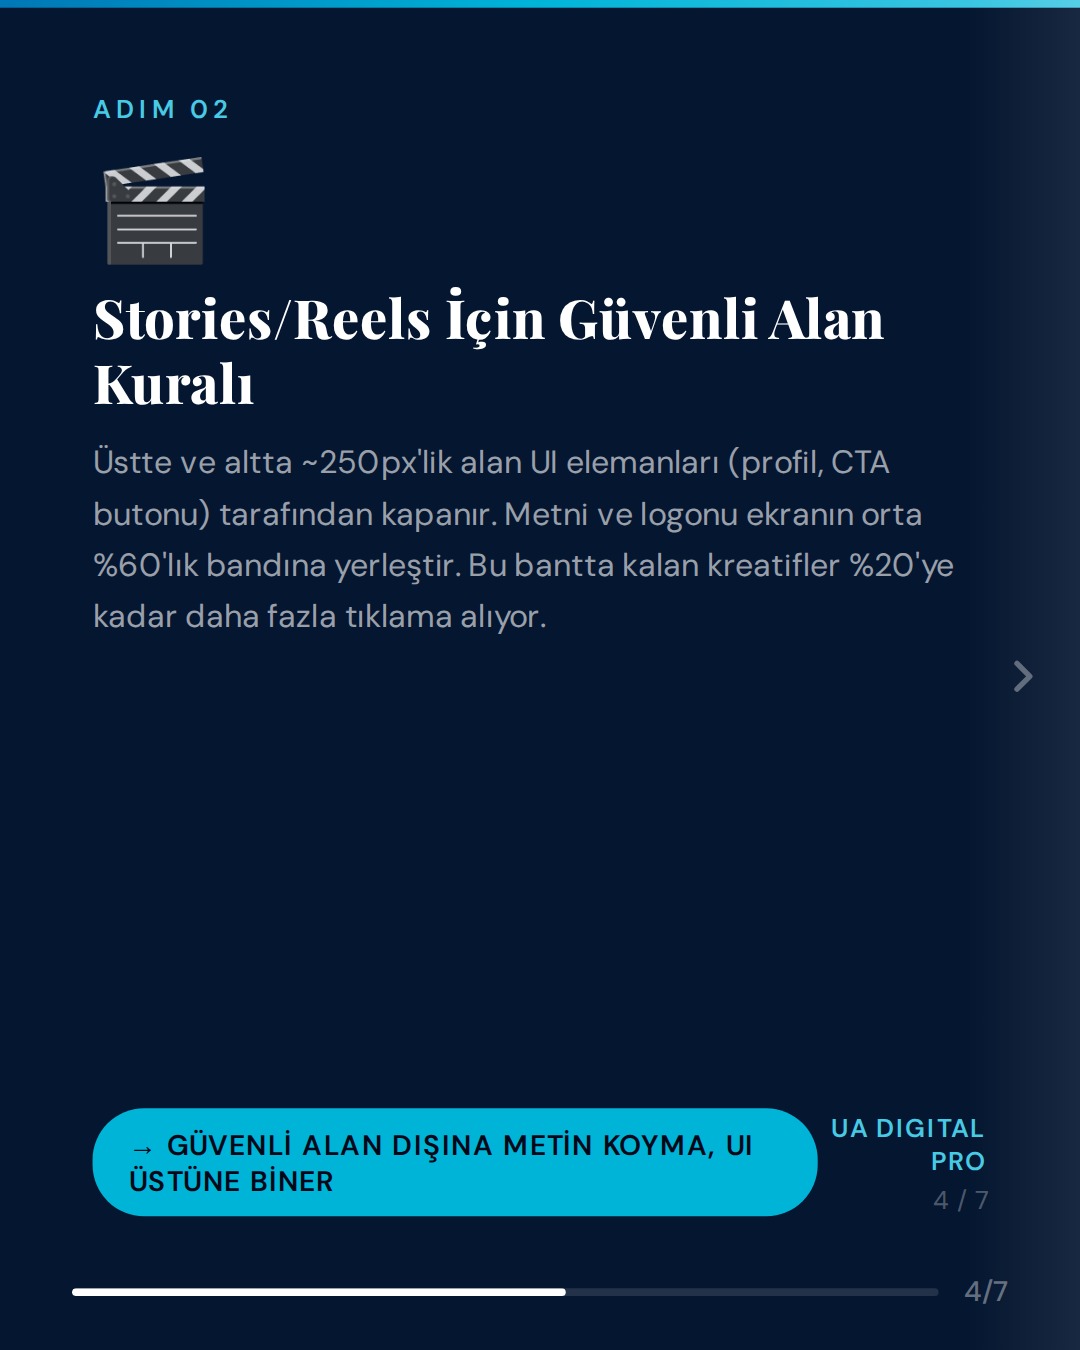 ADIM 02
Stories/Reels İçin Güvenli Alan
Kuralı
Üstte ve altta ~250px'lik alan UI elemanları (profil, CTA
butonu) tarafından kapanır. Metni ve logonu ekranın orta
%60'lık bandına yerleştir. Bu bantta kalan kreatifler %20'ye
kadar daha fazla tıklama alıyor.
→ GÜVENLİ ALAN DIŞINA METİN KOYMA, UI
ÜSTÜNE BİNER
UA DIGITAL
PRO
4 / 7
4/7